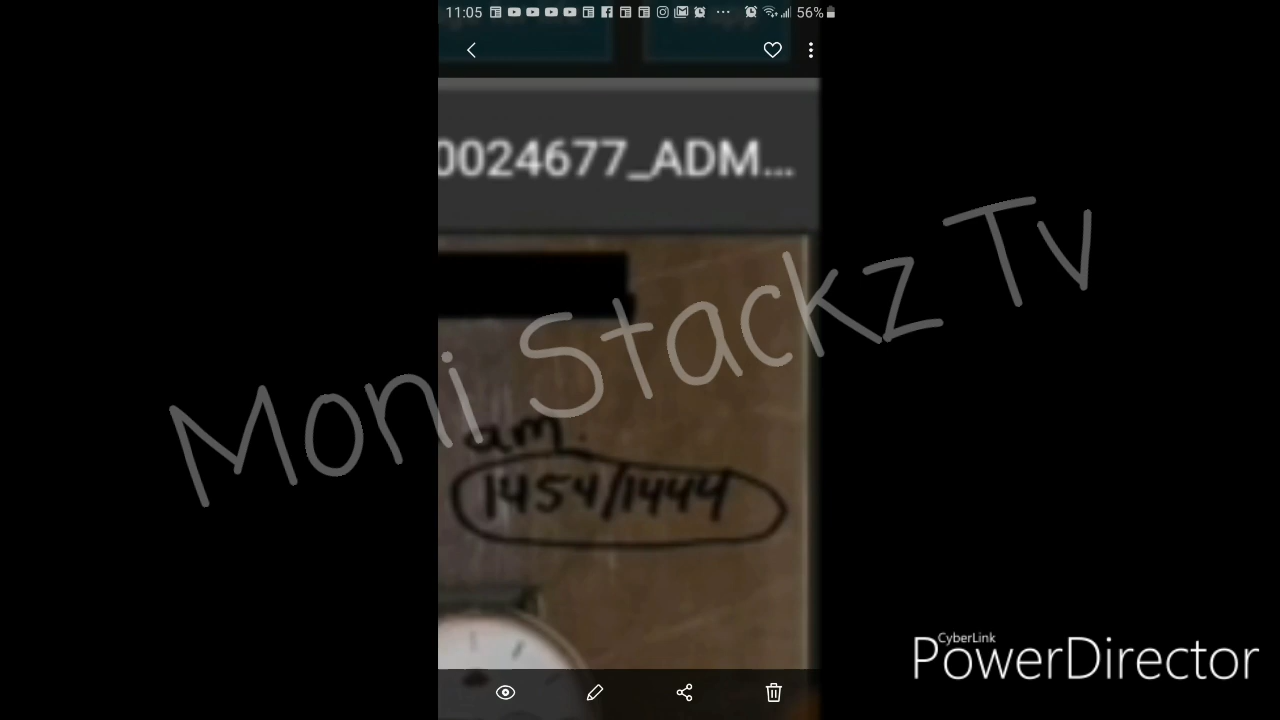 11:05
56%
0024677_ADM...
Moni Stackz Tv
am.
1454/1444
CyberLink
PowerDirector